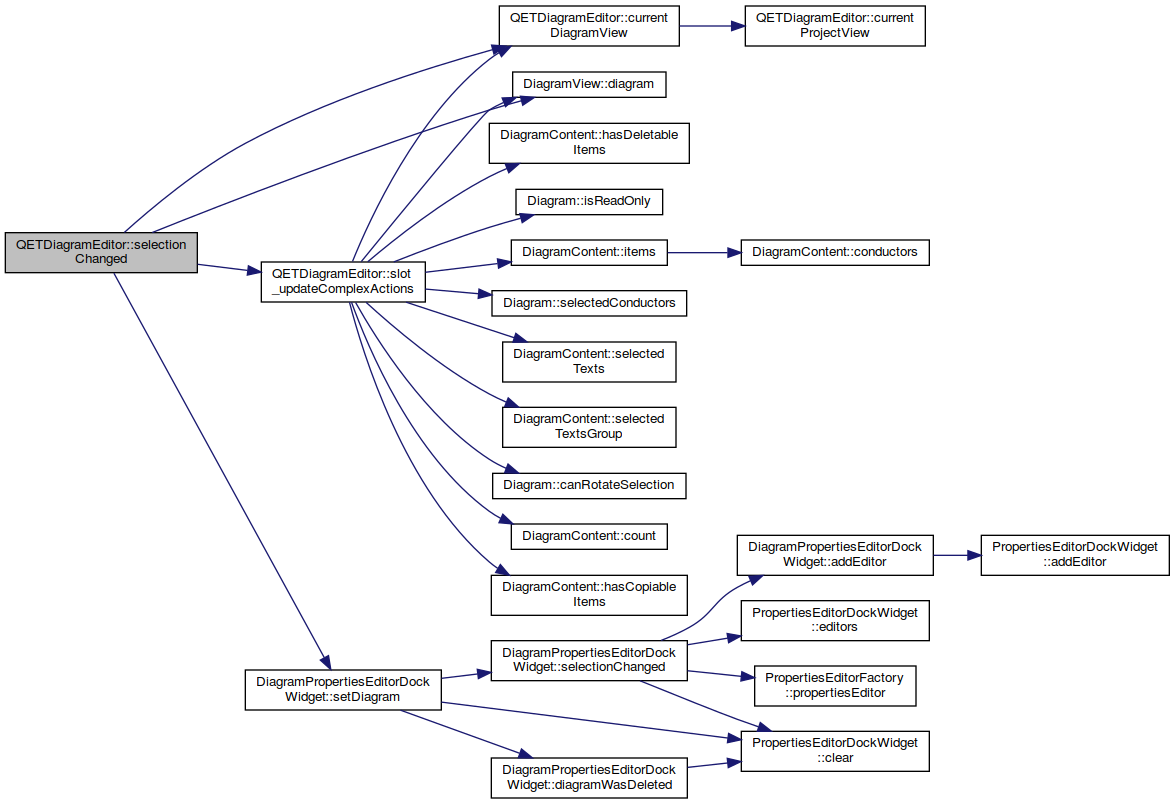 QETDiagramEditor::selection
Changed
QETDiagramEditor::current
DiagramView
QETDiagramEditor::current
ProjectView
DiagramView::diagram
DiagramContent::hasDeletable
Items
Diagram::isReadOnly
DiagramContent::items
DiagramContent::conductors
QETDiagramEditor::slot
_updateComplexActions
Diagram::selectedConductors
DiagramContent::selected
Texts
DiagramContent::selected
TextsGroup
Diagram::canRotateSelection
DiagramContent::count
DiagramContent::hasCopiable
Items
DiagramPropertiesEditorDock
Widget::addEditor
PropertiesEditorDockWidget
::addEditor
PropertiesEditorDockWidget
::editors
DiagramPropertiesEditorDock
Widget::selectionChanged
PropertiesEditorFactory
::propertiesEditor
DiagramPropertiesEditorDock
Widget::setDiagram
PropertiesEditorDockWidget
::clear
DiagramPropertiesEditorDock
Widget::diagramWasDeleted